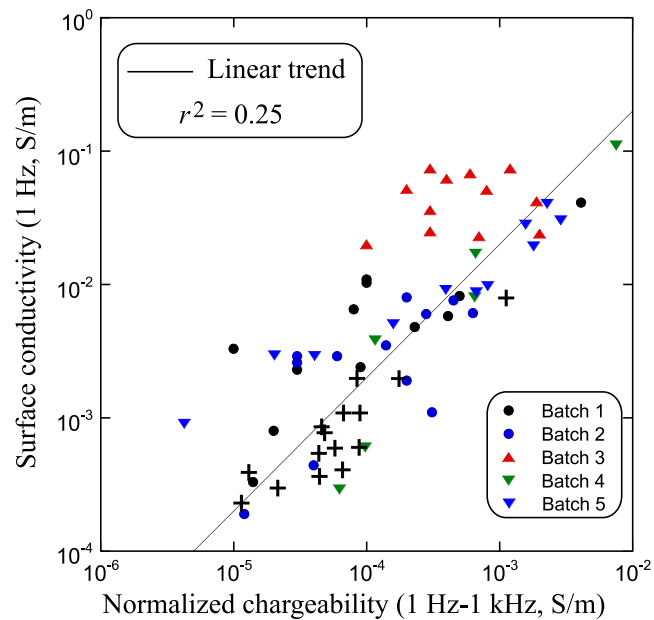 10^0
Linear trend
r^2 = 0.25
10^-1
10^-2
10^-3
10^-4
Surface conductivity (1 Hz, S/m)
Batch 1
Batch 2
Batch 3
Batch 4
Batch 5
10^-6 10^-5 10^-4 10^-3 10^-2
Normalized chargeability (1 Hz-1 kHz, S/m)